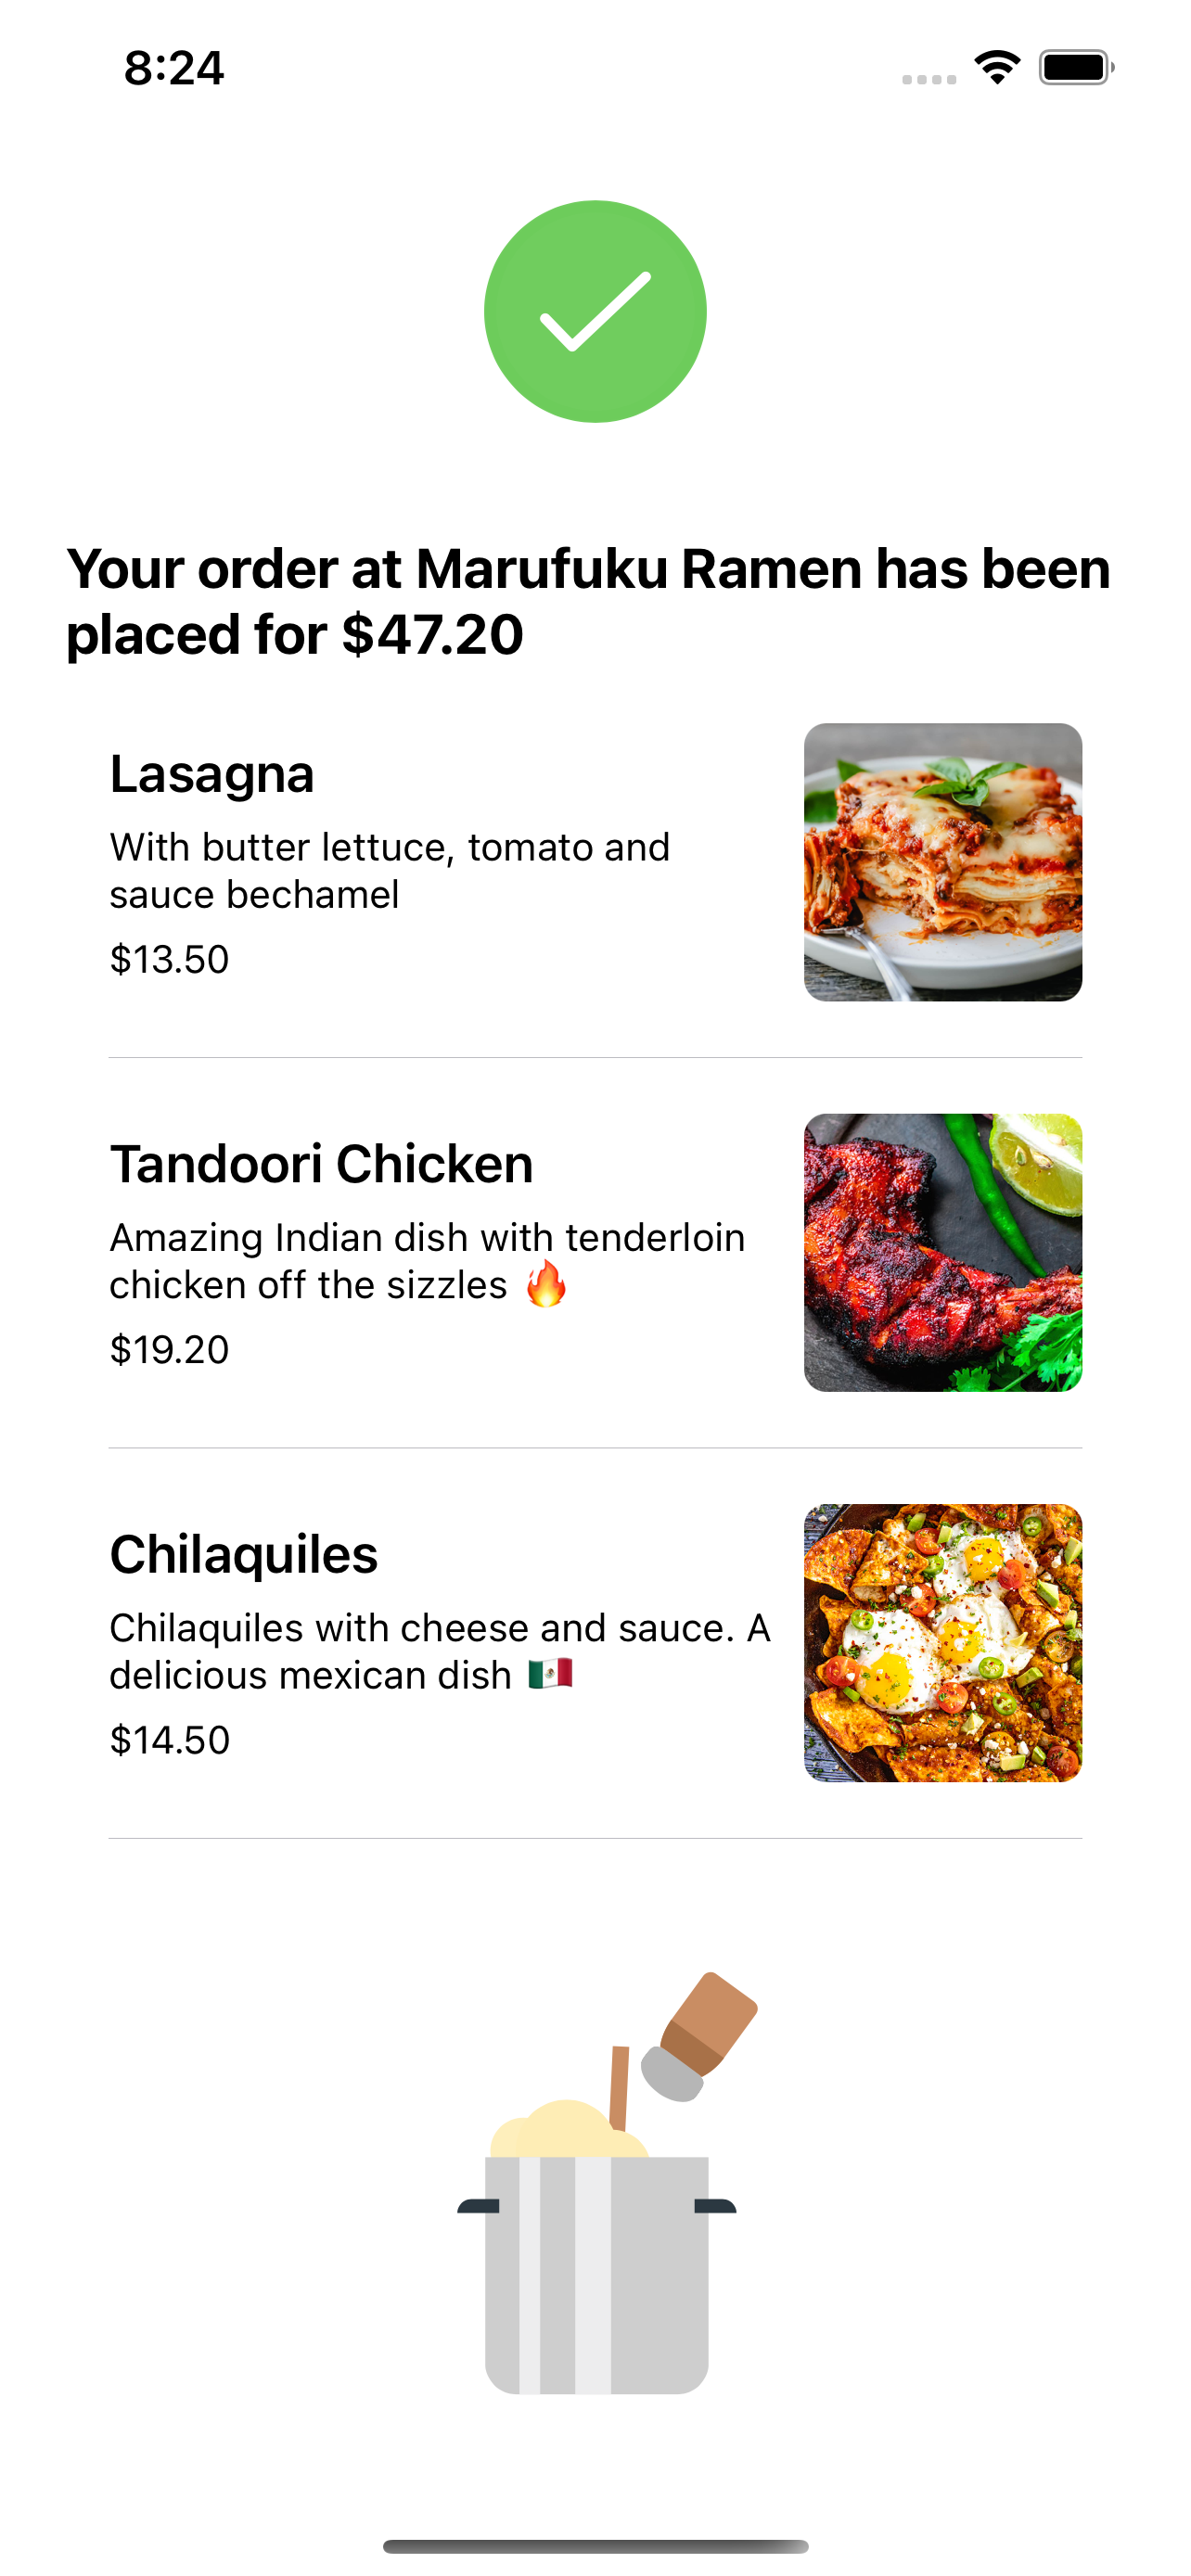 8:24
Your order at Marufuku Ramen has been
placed for $47.20
Lasagna
With butter lettuce, tomato and
sauce bechamel
$13.50
Tandoori Chicken
Amazing Indian dish with tenderloin
chicken off the sizzles 🔥
$19.20
Chilaquiles
Chilaquiles with cheese and sauce. A
delicious mexican dish 🇲🇽
$14.50